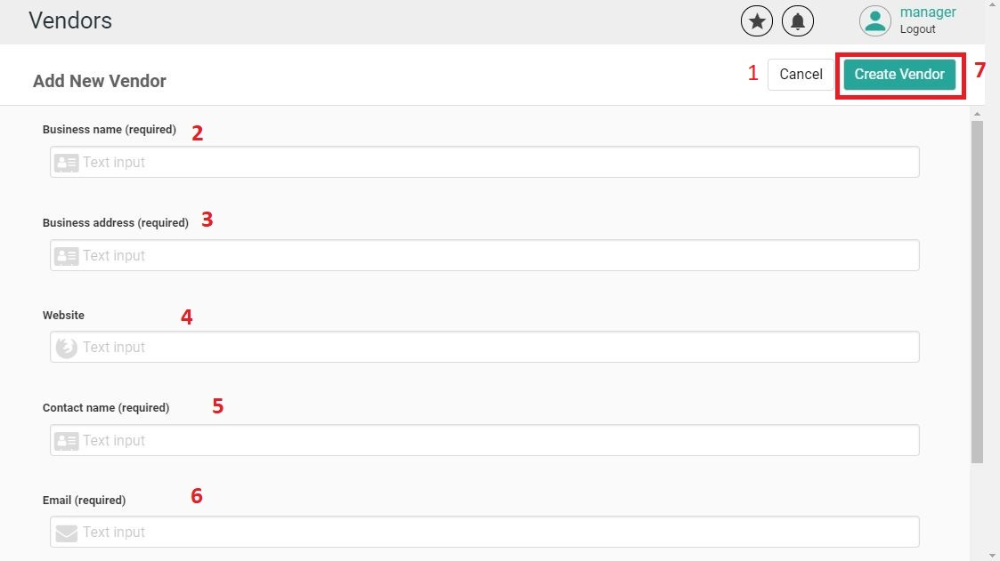 Vendors
manager
Logout
Add New Vendor
1
Cancel
Create Vendor
7
Business name (required)
2
Text input
Business address (required)
3
Text input
Website
4
Text input
Contact name (required)
5
Text input
Email (required)
6
Text input